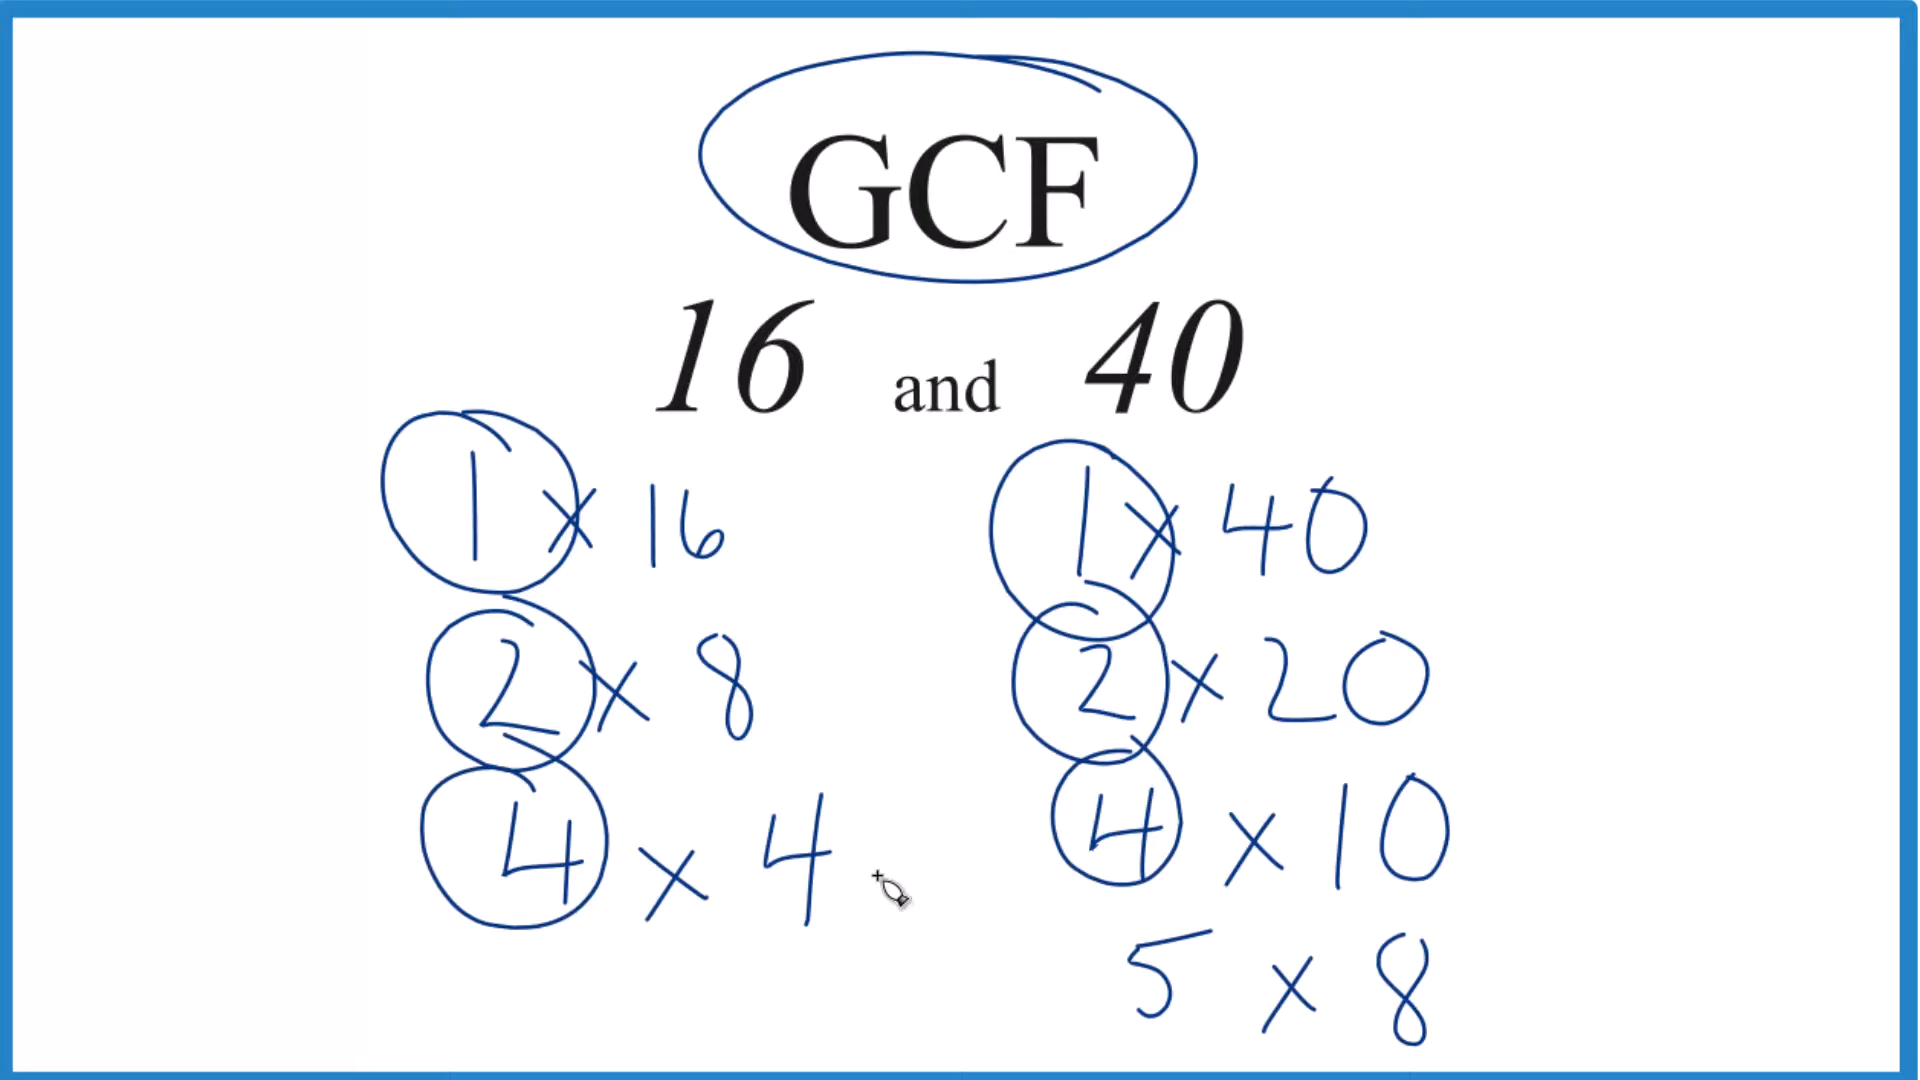 GCF
16 and 40
1 x 16
1 x 40
2 x 8
2 x 20
4 x 4
4 x 10
5 x 8